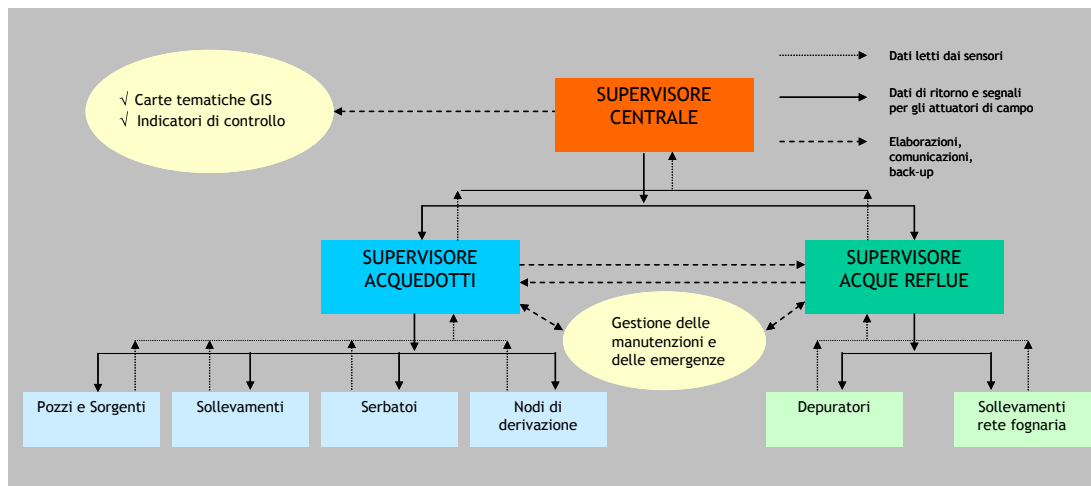 √ Carte tematiche GIS
√ Indicatori di controllo
SUPERVISORE
CENTRALE
Dati letti dai sensori
Dati di ritorno e segnali
per gli attuatori di campo
Elaborazioni,
comunicazioni,
back-up
SUPERVISORE
ACQUEDOTTI
SUPERVISORE
ACQUE REFLUE
Gestione delle
manutenzioni e
delle emergenze
Pozzi e Sorgenti
Sollevamenti
Serbatoi
Nodi di
derivazione
Depuratori
Sollevamenti
rete fognaria